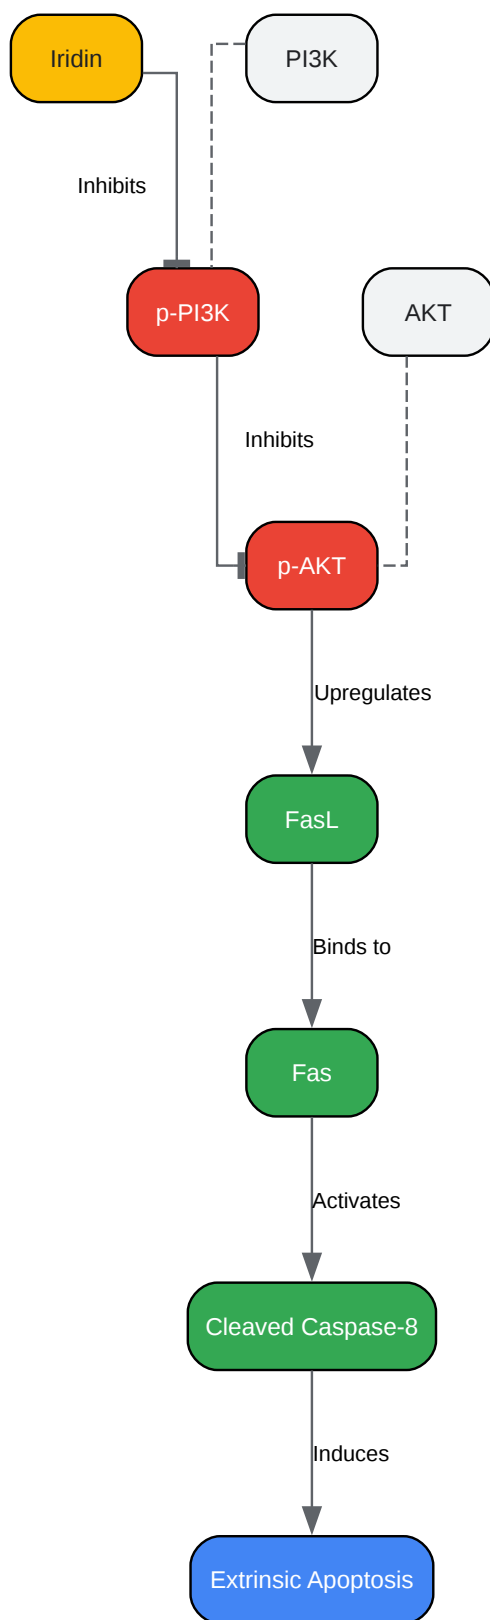 Iridin
PI3K
Inhibits
p-PI3K
AKT
Inhibits
p-AKT
Upregulates
FasL
Binds to
Fas
Activates
Cleaved Caspase-8
Induces
Extrinsic Apoptosis